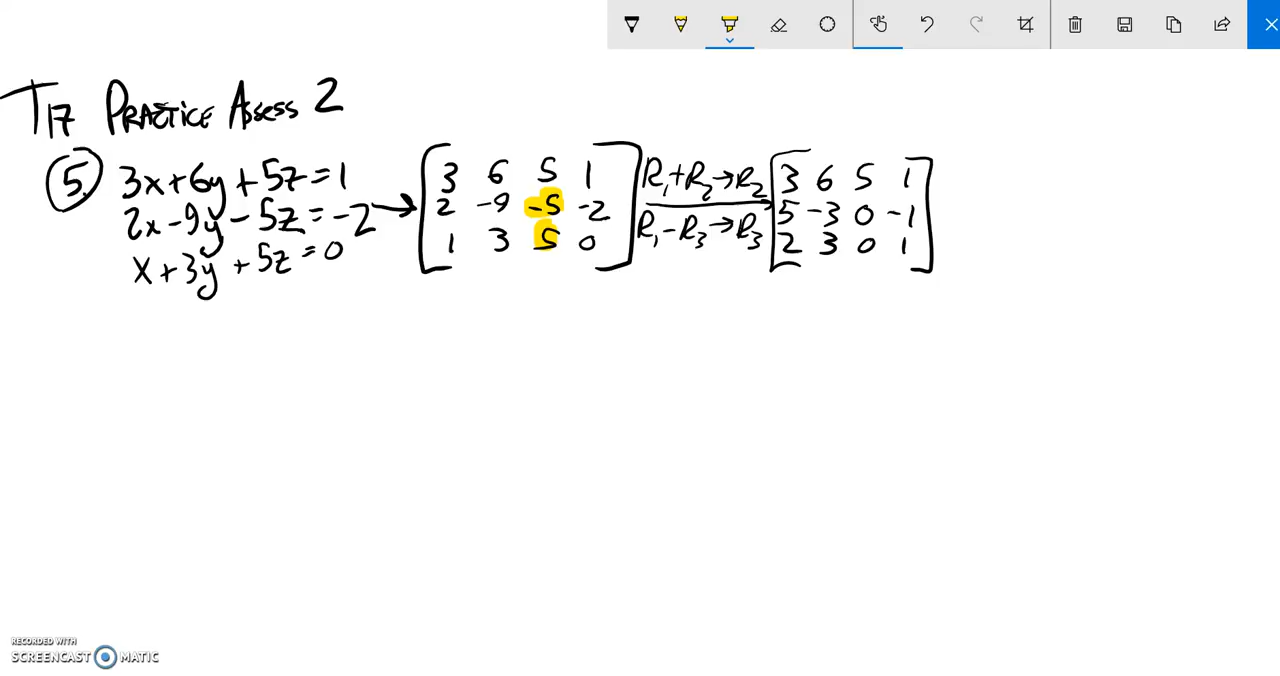 T17 PRACTICE ASSESS 2
5. 3x+6y+5z=1
2x-9y-5z=-2
x+3y+5z=0
→
3 6 5 1
2 -9 -5 -2
1 3 5 0
R₁+R₂→R₂
R₁-R₃→R₃
3 6 5 1
5 -3 0 -1
2 3 0 1
RECORDED WITH
SCREENCAST MATIC